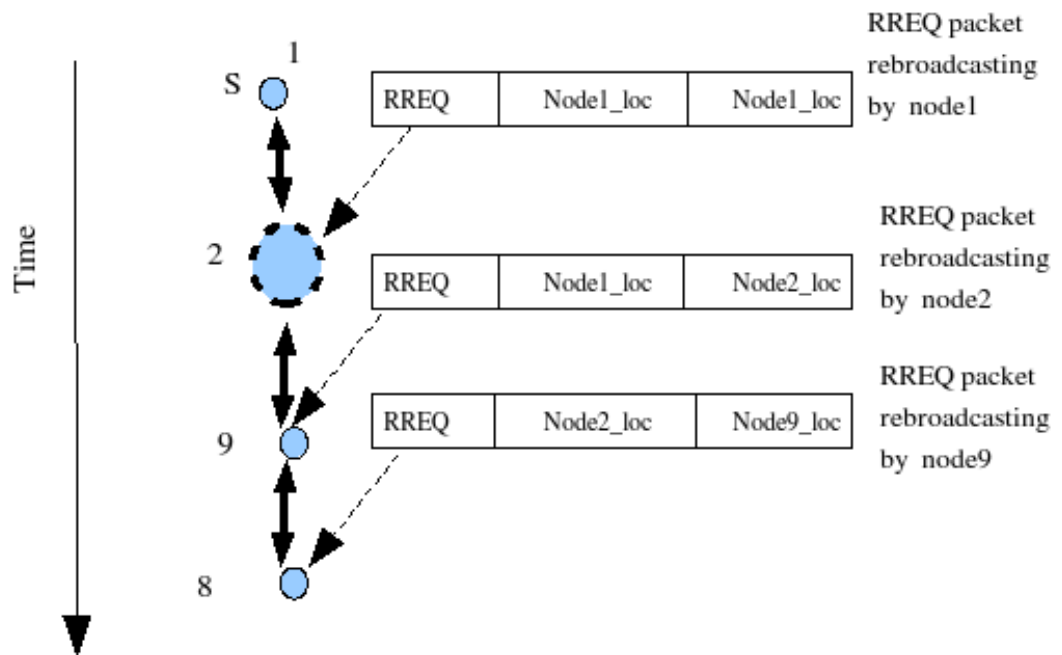 1
S
RREQ Node1_loc Node1_loc
RREQ packet
rebroadcasting
by node1
Time
2
RREQ Node1_loc Node2_loc
RREQ packet
rebroadcasting
by node2
9
RREQ Node2_loc Node9_loc
RREQ packet
rebroadcasting
by node9
8